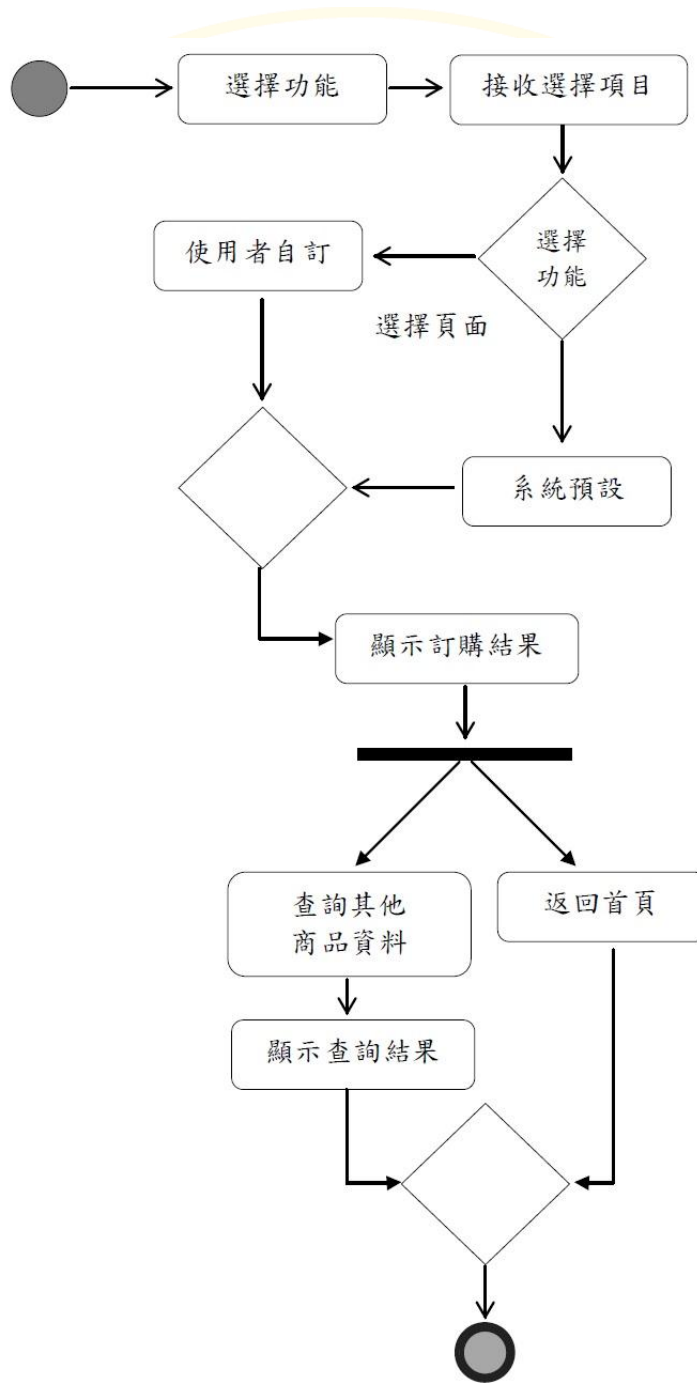 選擇功能
接收選擇項目
選擇
功能
使用者自訂
選擇頁面
系統預設
顯示訂購結果
查詢其他
商品資料
返回首頁
顯示查詢結果